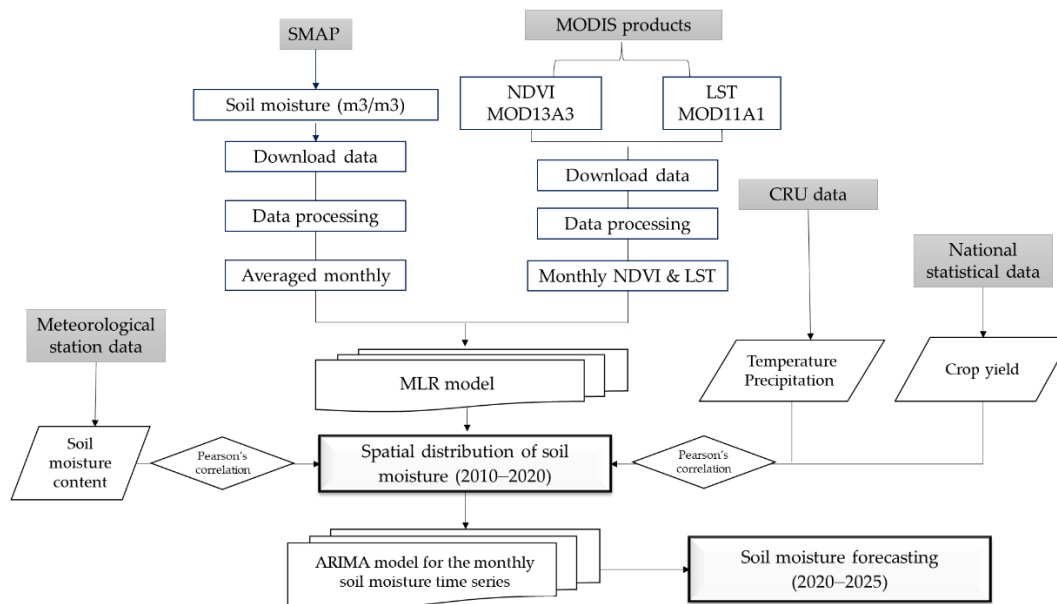 SMAP
MODIS products
Soil moisture (m3/m3)
NDVI
MOD13A3
LST
MOD11A1
Download data
Download data
CRU data
Data processing
Data processing
National
statistical data
Averaged monthly
Monthly NDVI & LST
Meteorological
station data
MLR model
Temperature
Precipitation
Crop yield
Soil
moisture
content
Pearson's
correlation
Spatial distribution of soil
moisture (2010–2020)
Pearson's
correlation
ARIMA model for the monthly
soil moisture time series
Soil moisture forecasting
(2020–2025)